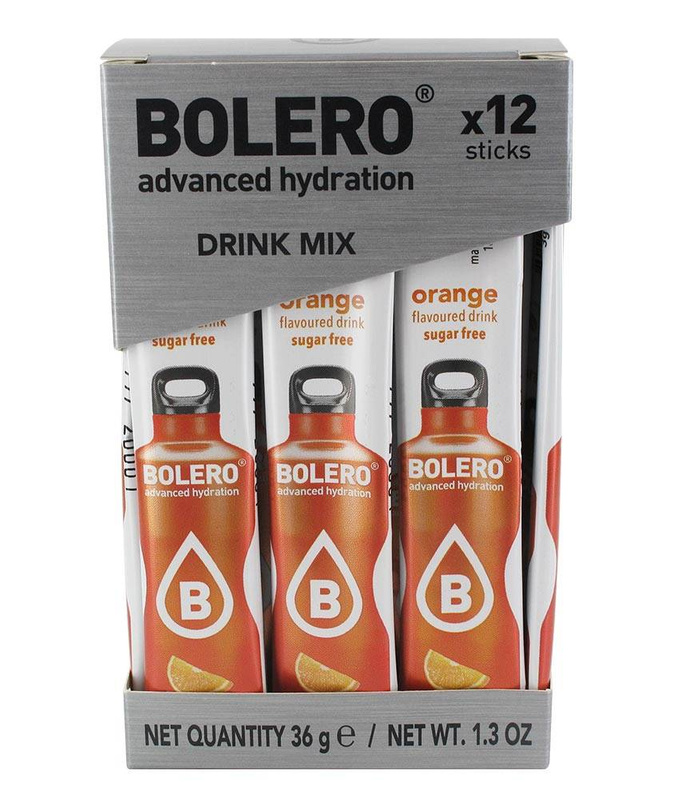 BOLERO®
x12
sticks
advanced hydration
DRINK MIX
drink
sugar free
orange
flavoured drink
sugar free
orange
flavoured drink
sugar free
BOLERO®
advanced hydration
B
BOLERO®
advanced hydration
B
BOLERO®
advanced hydration
B
NET QUANTITY 36 g ℮ / NET WT. 1.3 OZ